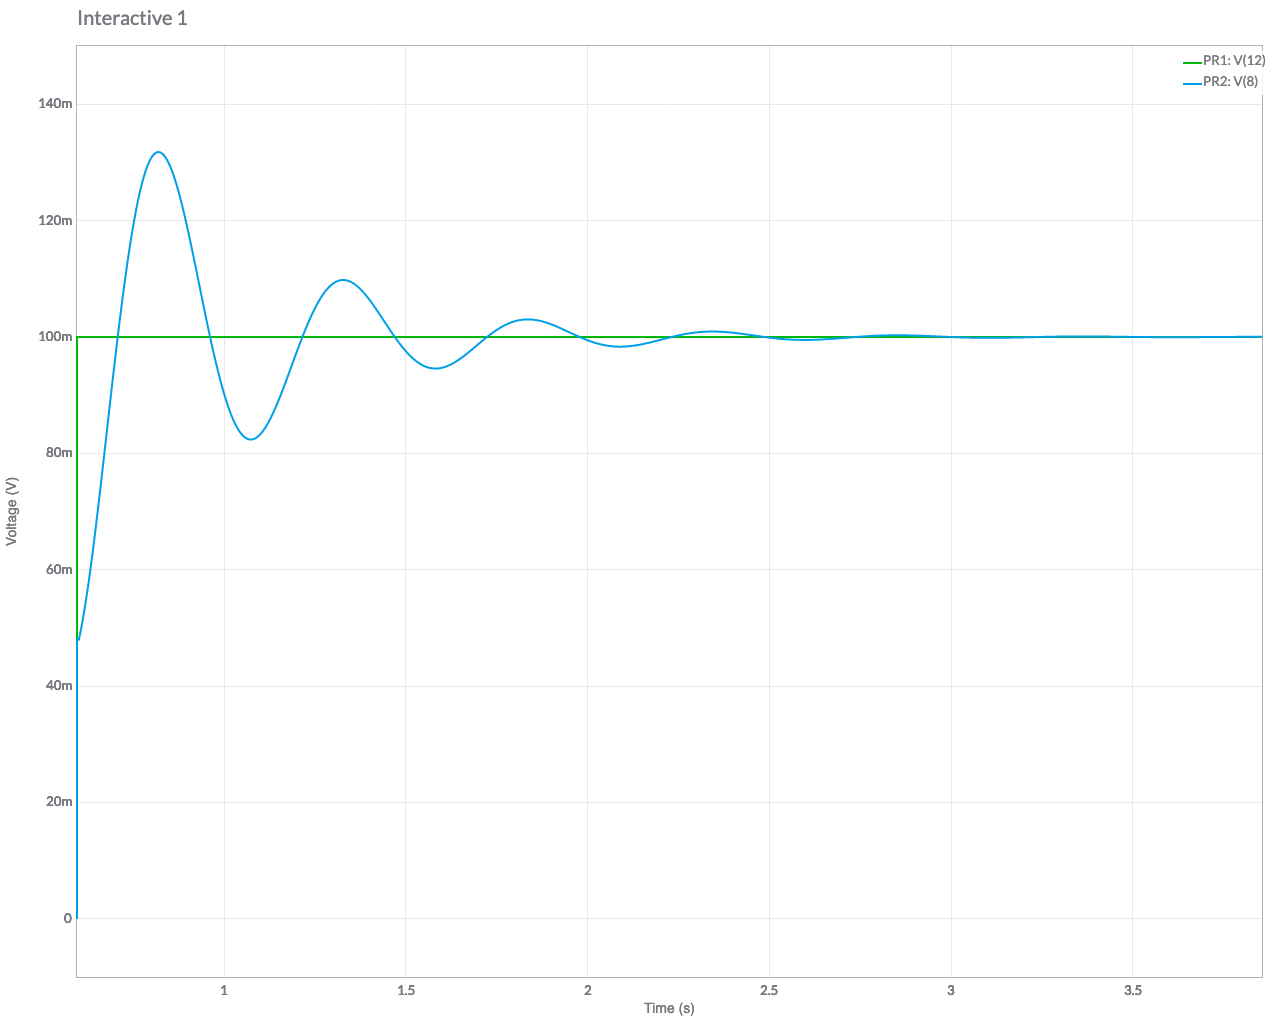 Interactive 1
PR1: V(12)
PR2: V(8)
140m
120m
100m
80m
60m
40m
20m
0
Voltage (V)
1 1.5 2 2.5 3 3.5
Time (s)